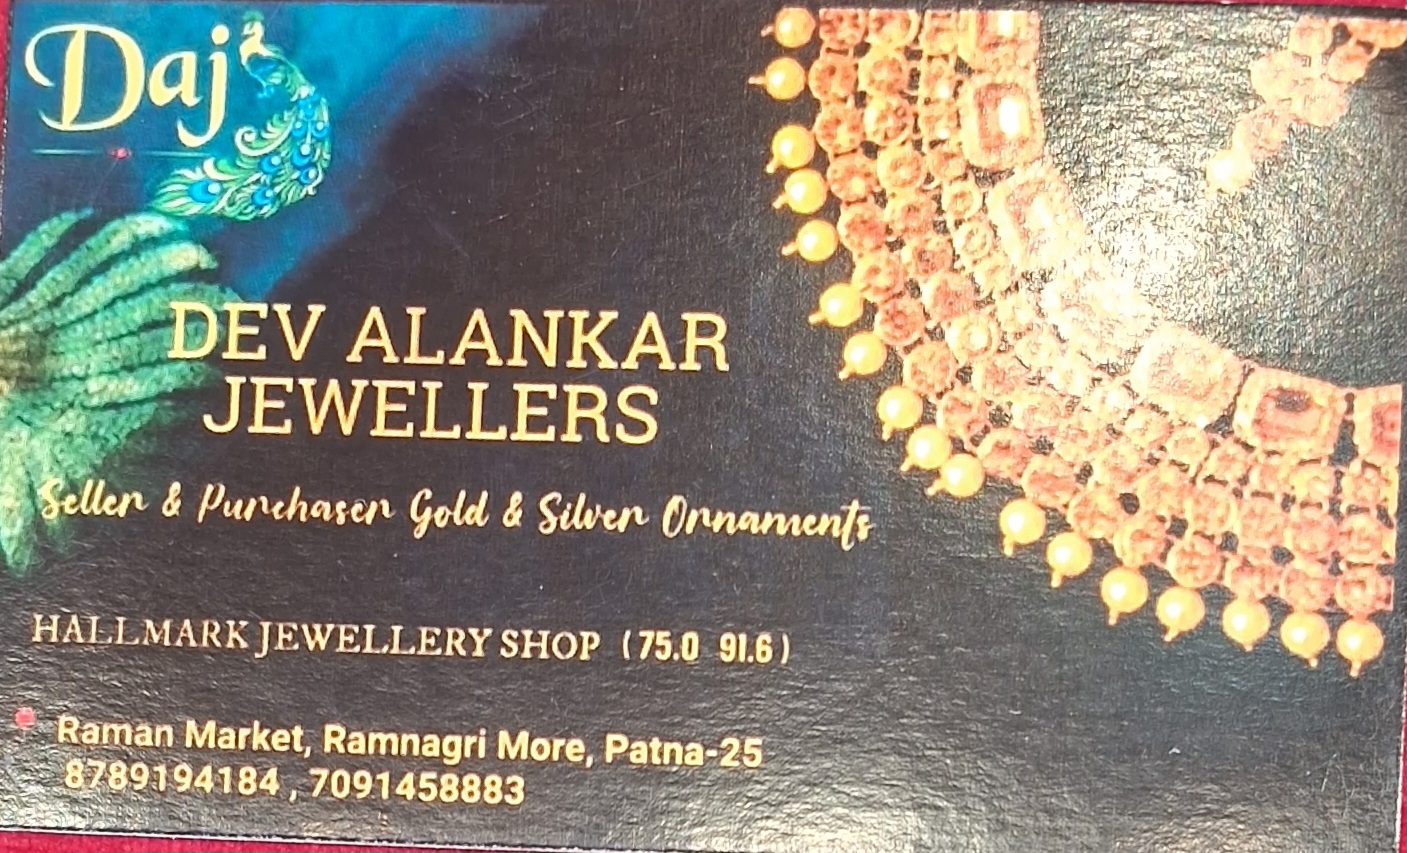 Daj
DEV ALANKAR
JEWELLERS
Seller & Purchaser Gold & Silver Ornaments
HALLMARK JEWELLERY SHOP (75.0 91.6)
Raman Market, Ramnagri More, Patna-25
8789194184, 7091458883